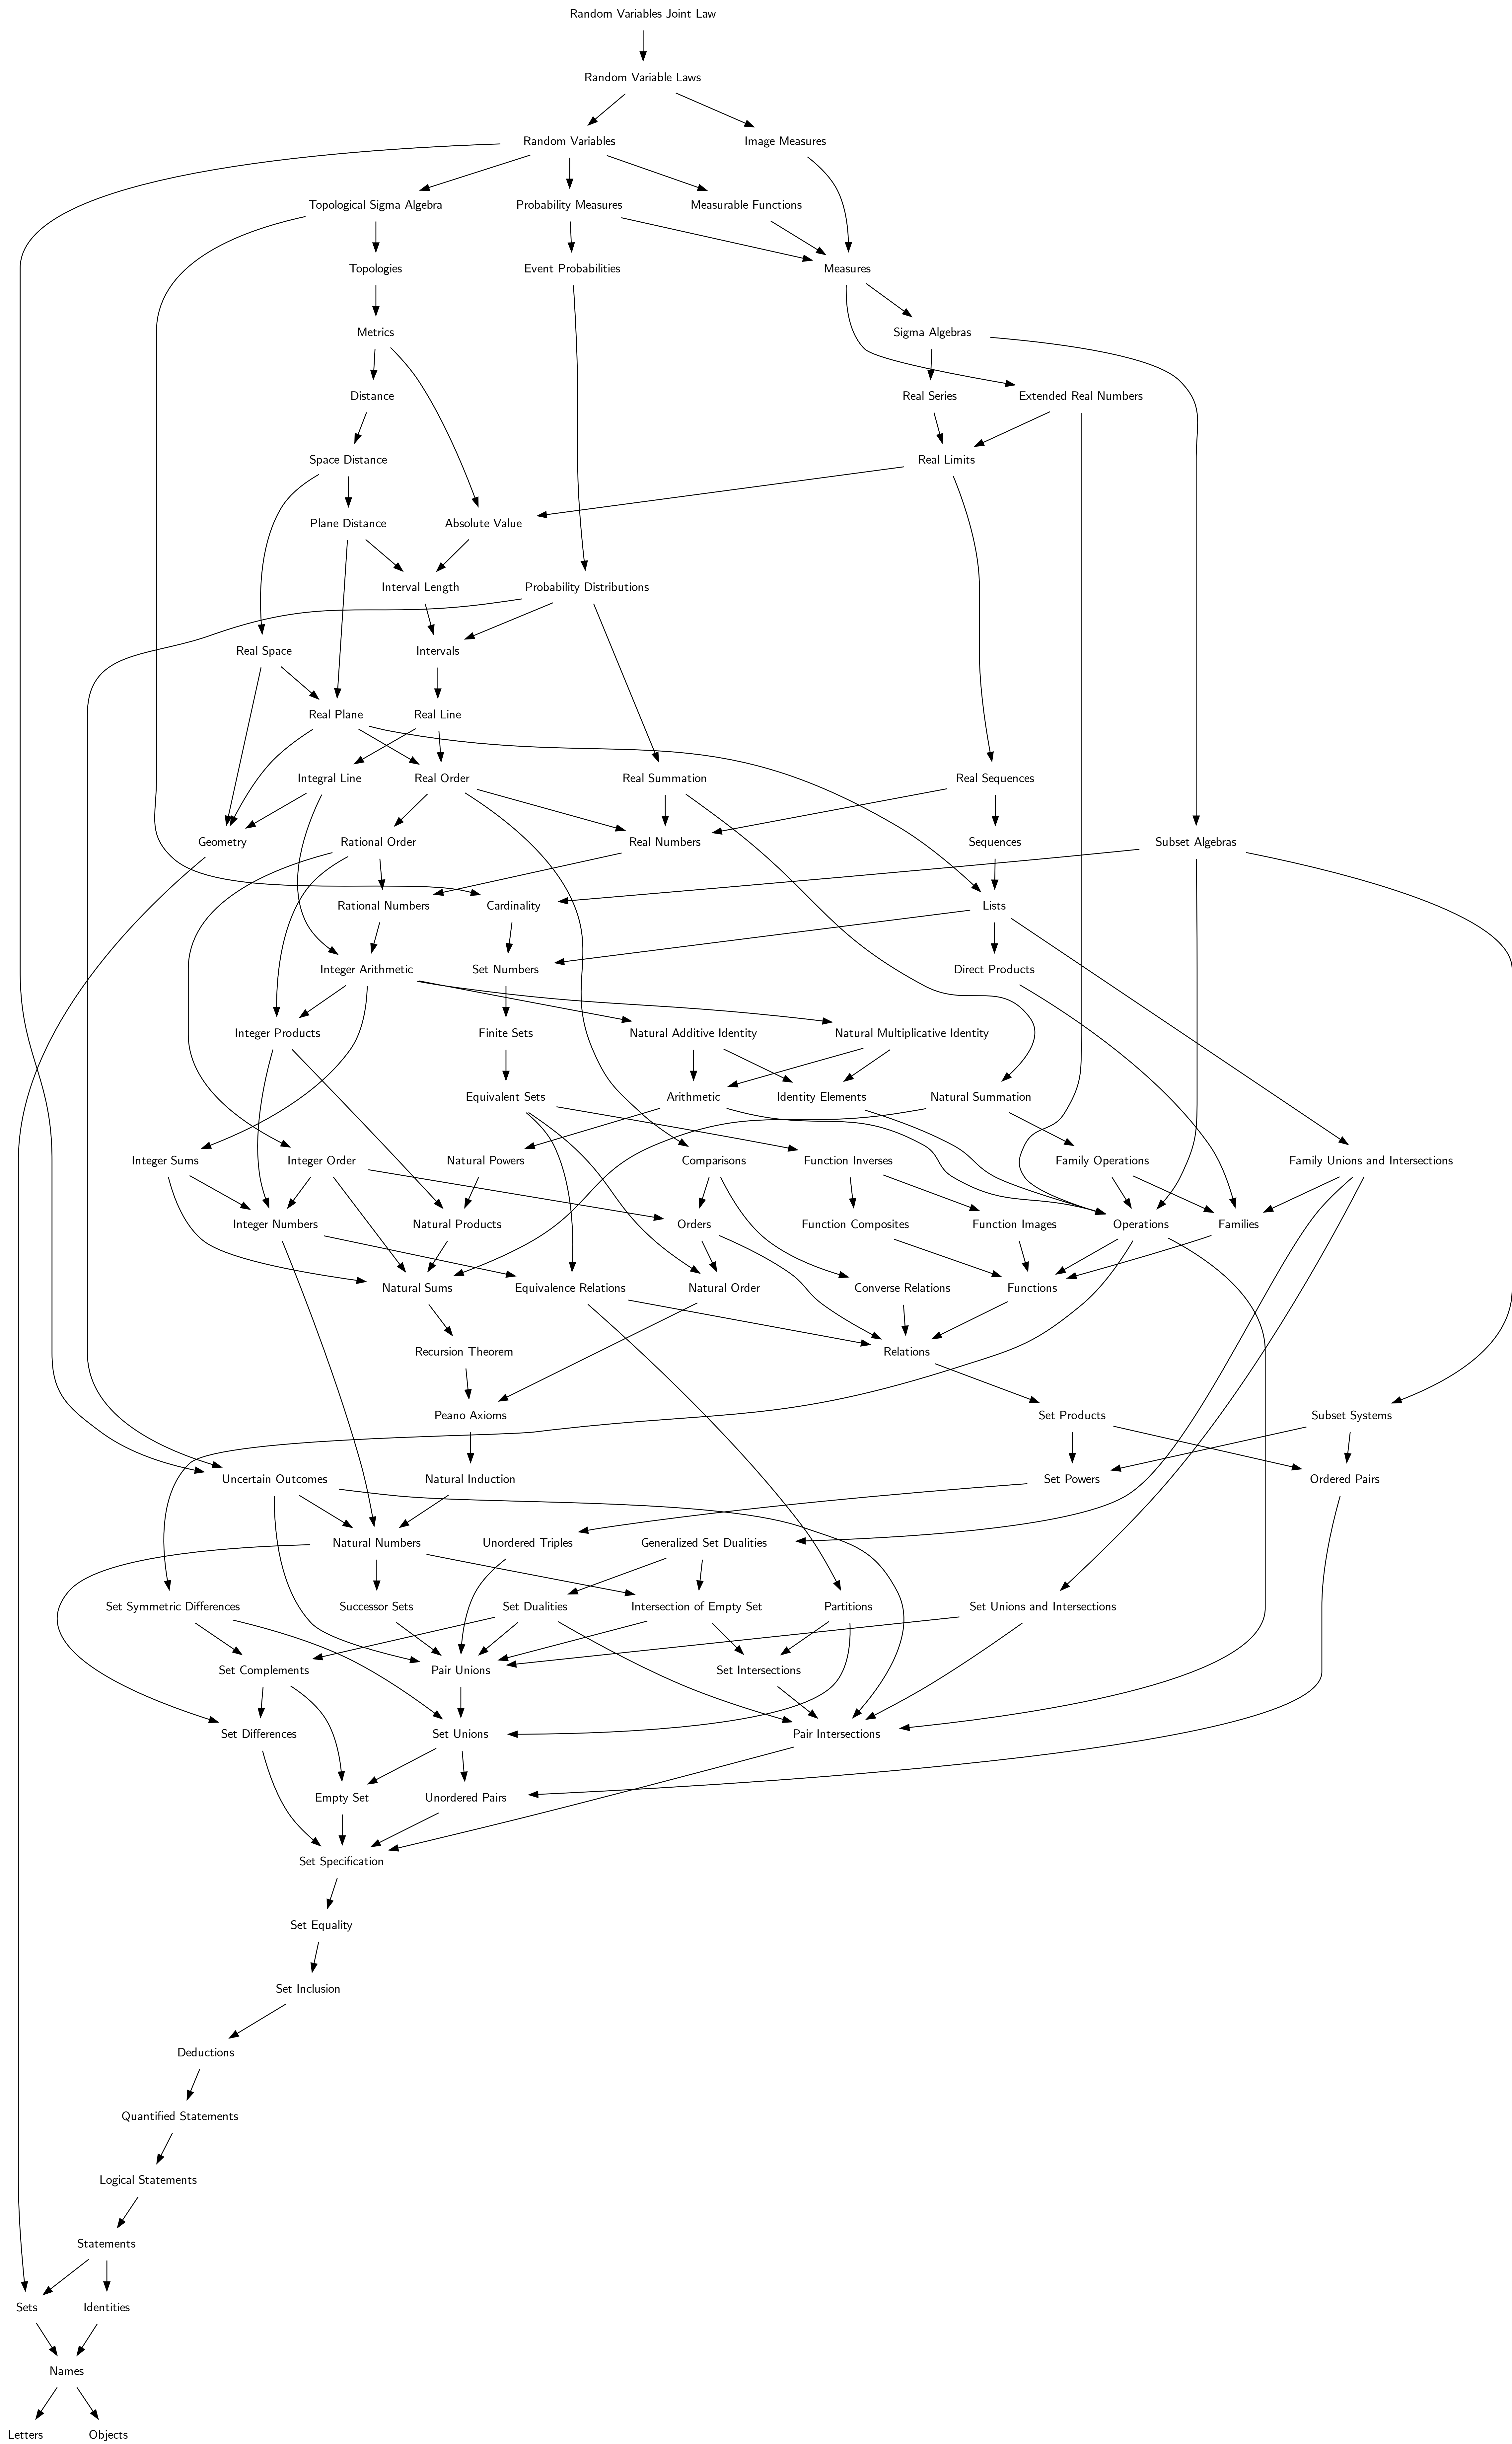 Random Variables Joint Law
Random Variable Laws
Random Variables
Image Measures
Topological Sigma Algebra
Probability Measures
Measurable Functions
Topologies
Event Probabilities
Measures
Metrics
Sigma Algebras
Distance
Real Series
Extended Real Numbers
Space Distance
Real Limits
Plane Distance
Absolute Value
Interval Length
Probability Distributions
Real Space
Intervals
Real Plane
Real Line
Integral Line
Real Order
Real Summation
Real Sequences
Geometry
Rational Order
Real Numbers
Sequences
Subset Algebras
Rational Numbers
Cardinality
Lists
Integer Arithmetic
Set Numbers
Direct Products
Integer Products
Finite Sets
Natural Additive Identity
Natural Multiplicative Identity
Equivalent Sets
Arithmetic
Identity Elements
Natural Summation
Integer Sums
Integer Order
Natural Powers
Comparisons
Function Inverses
Family Operations
Family Unions and Intersections
Integer Numbers
Natural Products
Orders
Function Composites
Function Images
Operations
Families
Natural Sums
Equivalence Relations
Natural Order
Converse Relations
Functions
Recursion Theorem
Relations
Peano Axioms
Set Products
Subset Systems
Uncertain Outcomes
Natural Induction
Set Powers
Ordered Pairs
Natural Numbers
Unordered Triples
Generalized Set Dualities
Set Symmetric Differences
Successor Sets
Set Dualities
Intersection of Empty Set
Partitions
Set Unions and Intersections
Set Complements
Pair Unions
Set Intersections
Set Differences
Set Unions
Pair Intersections
Empty Set
Unordered Pairs
Set Specification
Set Equality
Set Inclusion
Deductions
Quantified Statements
Logical Statements
Statements
Sets
Identities
Names
Letters
Objects